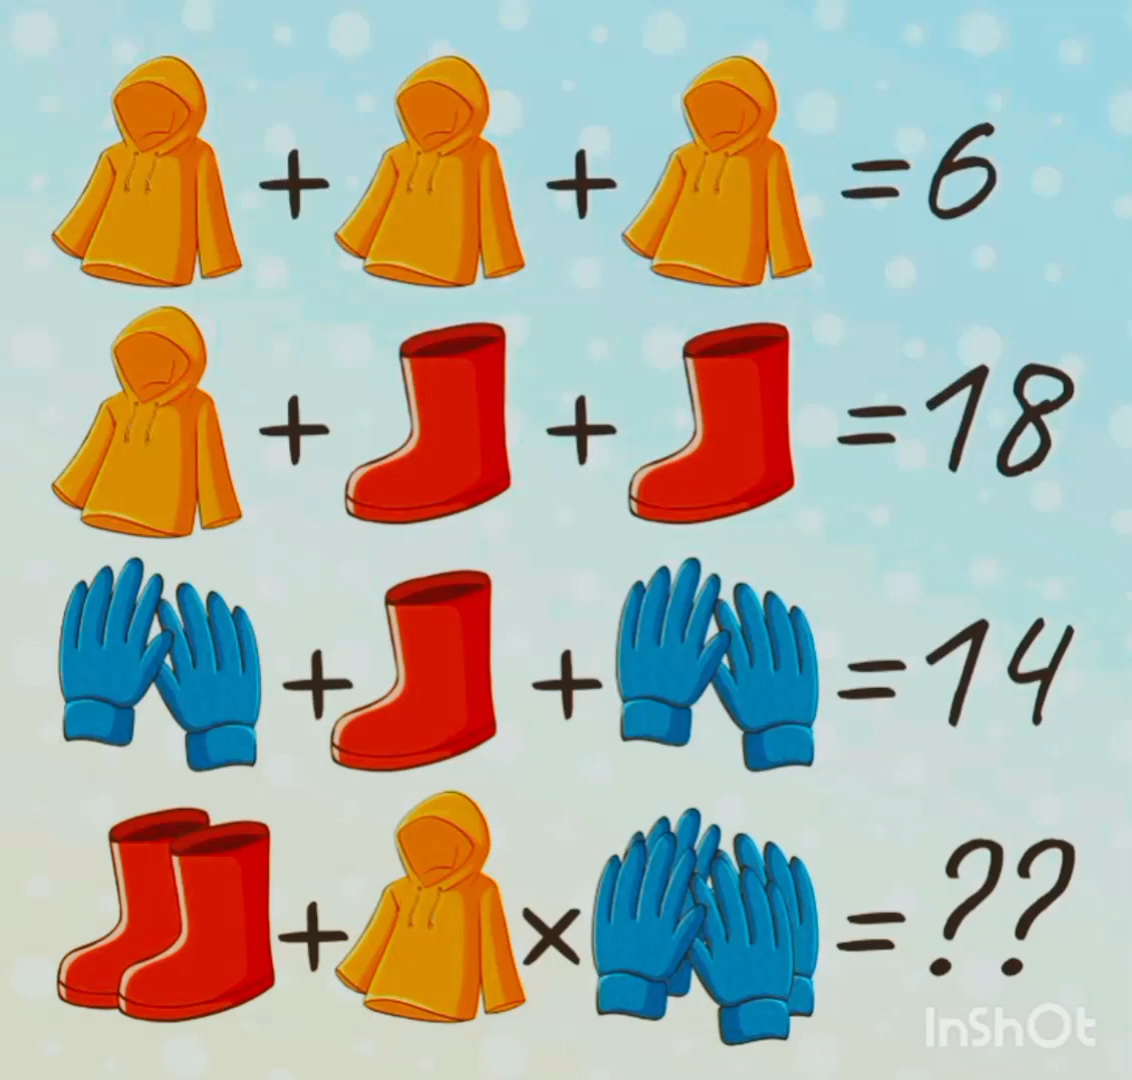 + + = 6
+ + = 18
+ + = 14
+ × = ??
InShOt